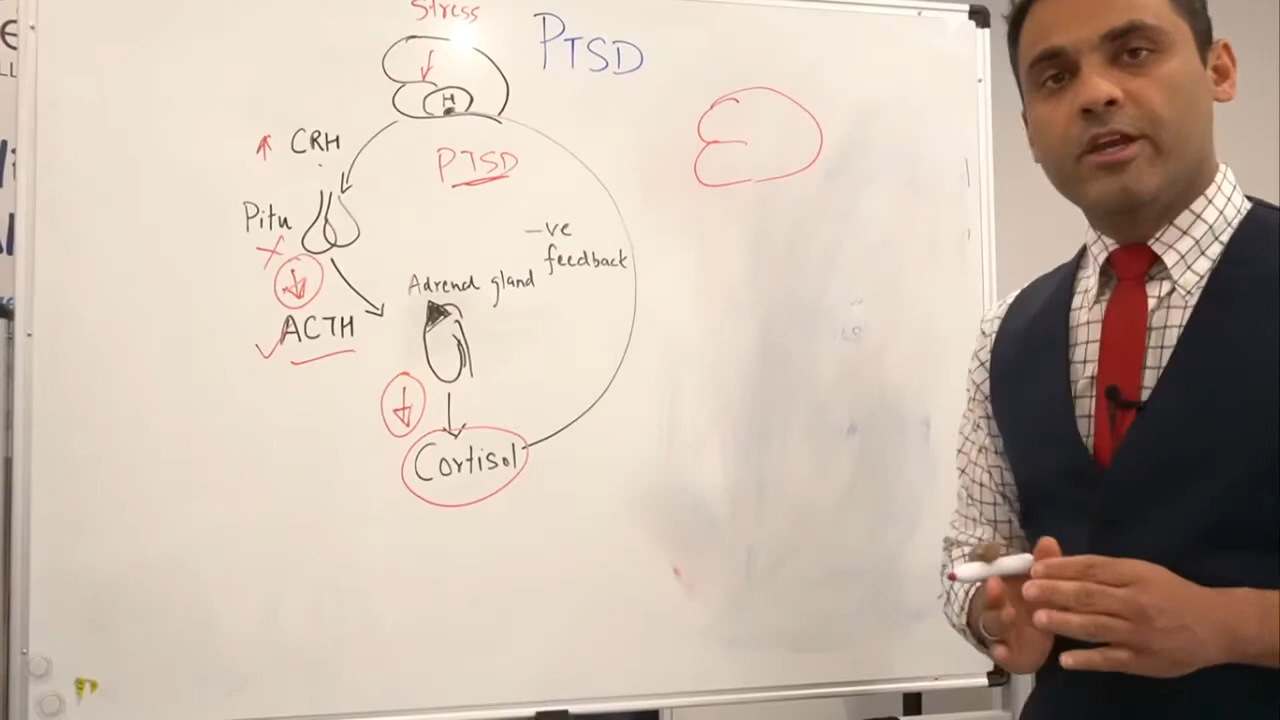 Stress
PTSD
H
CRH
PTSD
Pitu
-ve
feedback
Adrenal gland
ACTH
Cortisol